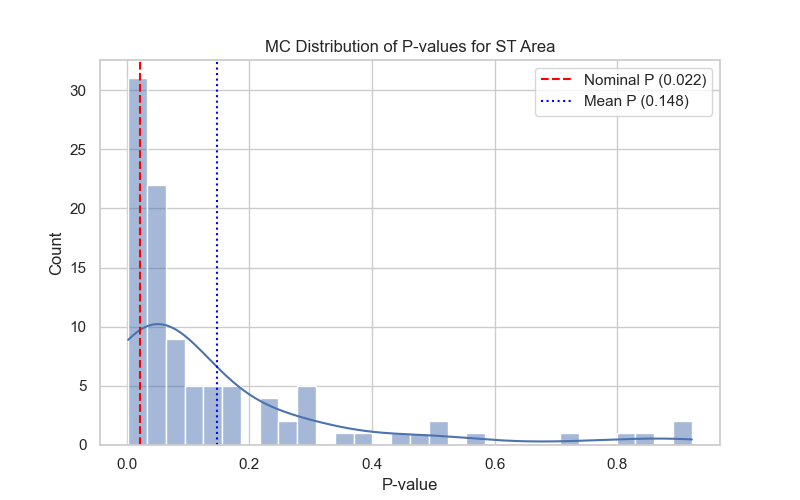 MC Distribution of P-values for ST Area
Nominal P (0.022)
Mean P (0.148)
Count
30
25
20
15
10
5
0
0.0 0.2 0.4 0.6 0.8
P-value